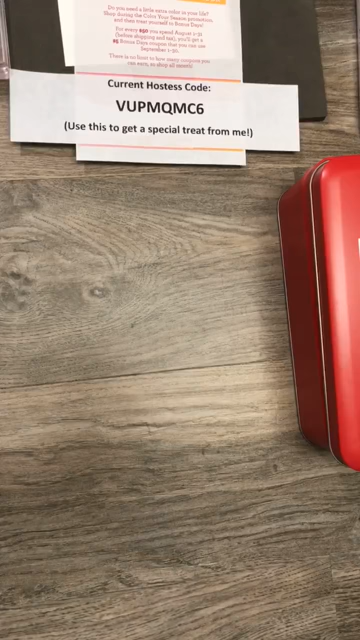 Do you need a little extra color in your life?
Shop during the Color Your Season promotion,
and then treat yourself to Bonus Days!
For every $50 you spend August 1-31
(before shipping and tax), you'll get a
$5 Bonus Days coupon that you can use
September 1-30.
There is no limit to how many coupons you
can earn, so shop all month!
Current Hostess Code:
VUPMQMC6
(Use this to get a special treat from me!)